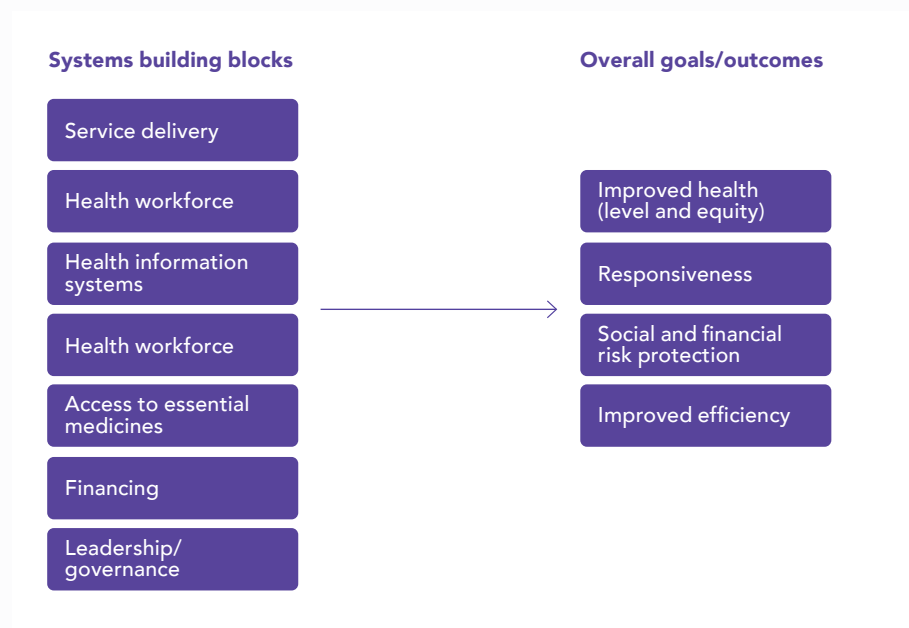 Systems building blocks
Service delivery
Health workforce
Health information
systems
Health workforce
Access to essential
medicines
Financing
Leadership/
governance
Overall goals/outcomes
Improved health
(level and equity)
Responsiveness
Social and financial
risk protection
Improved efficiency